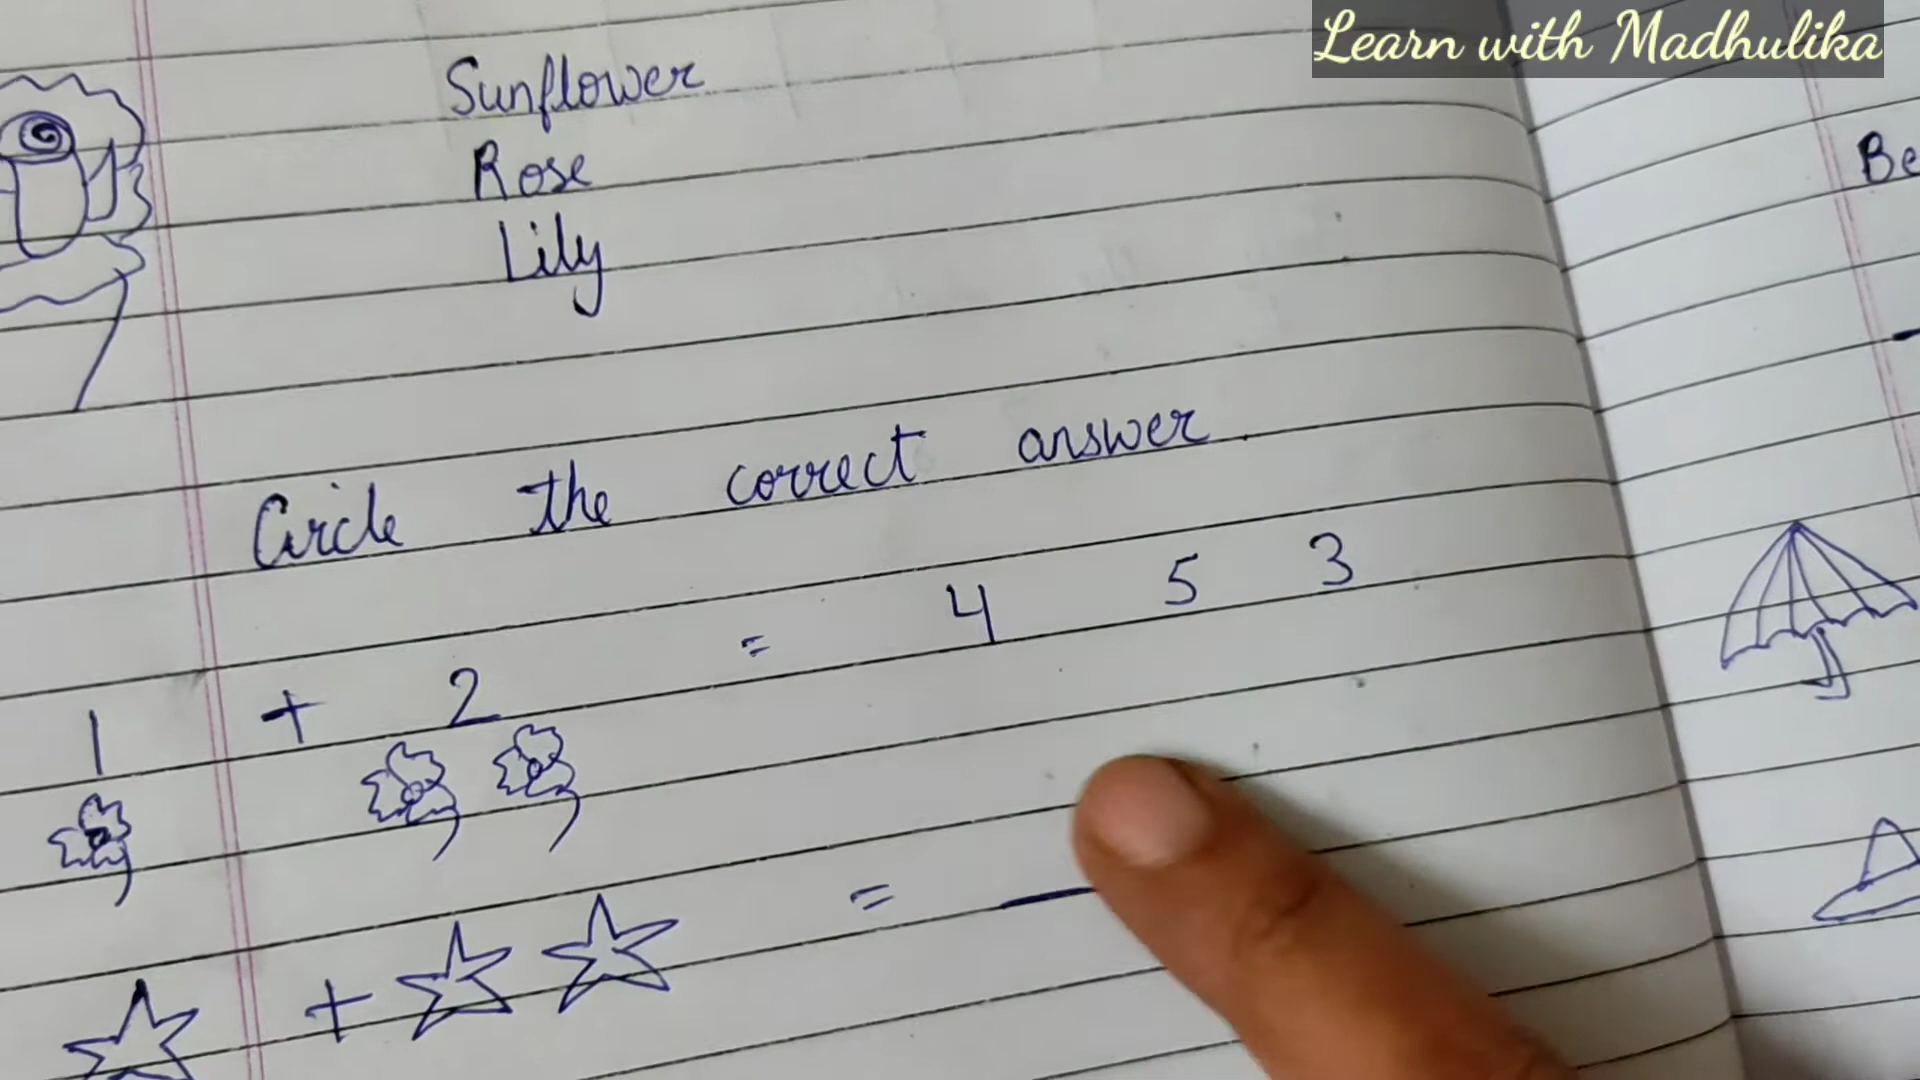 Learn with Madhulika
Sunflower
Rose
Lily
Circle the correct answer.
1 + 2 = 4 5 3
+ =
Be